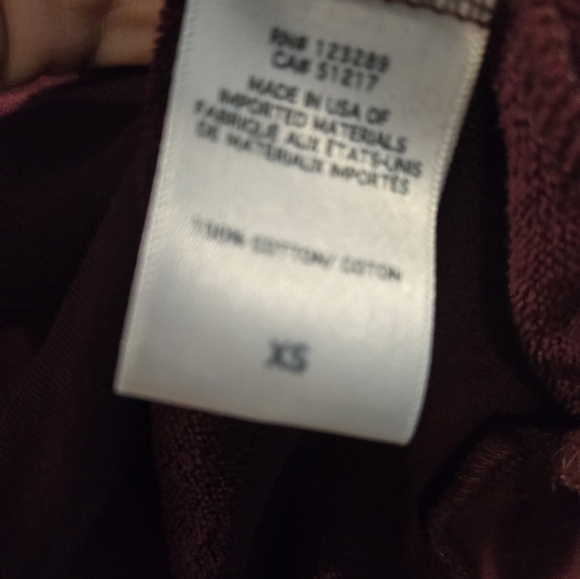 RN# 123289
CA# 51217
MADE IN USA OF
IMPORTED MATERIALS
FABRIQUÉ AUX ÉTATS-UNIS
DE MATERIAUX IMPORTÉS
100% COTTON/ COTON
XS